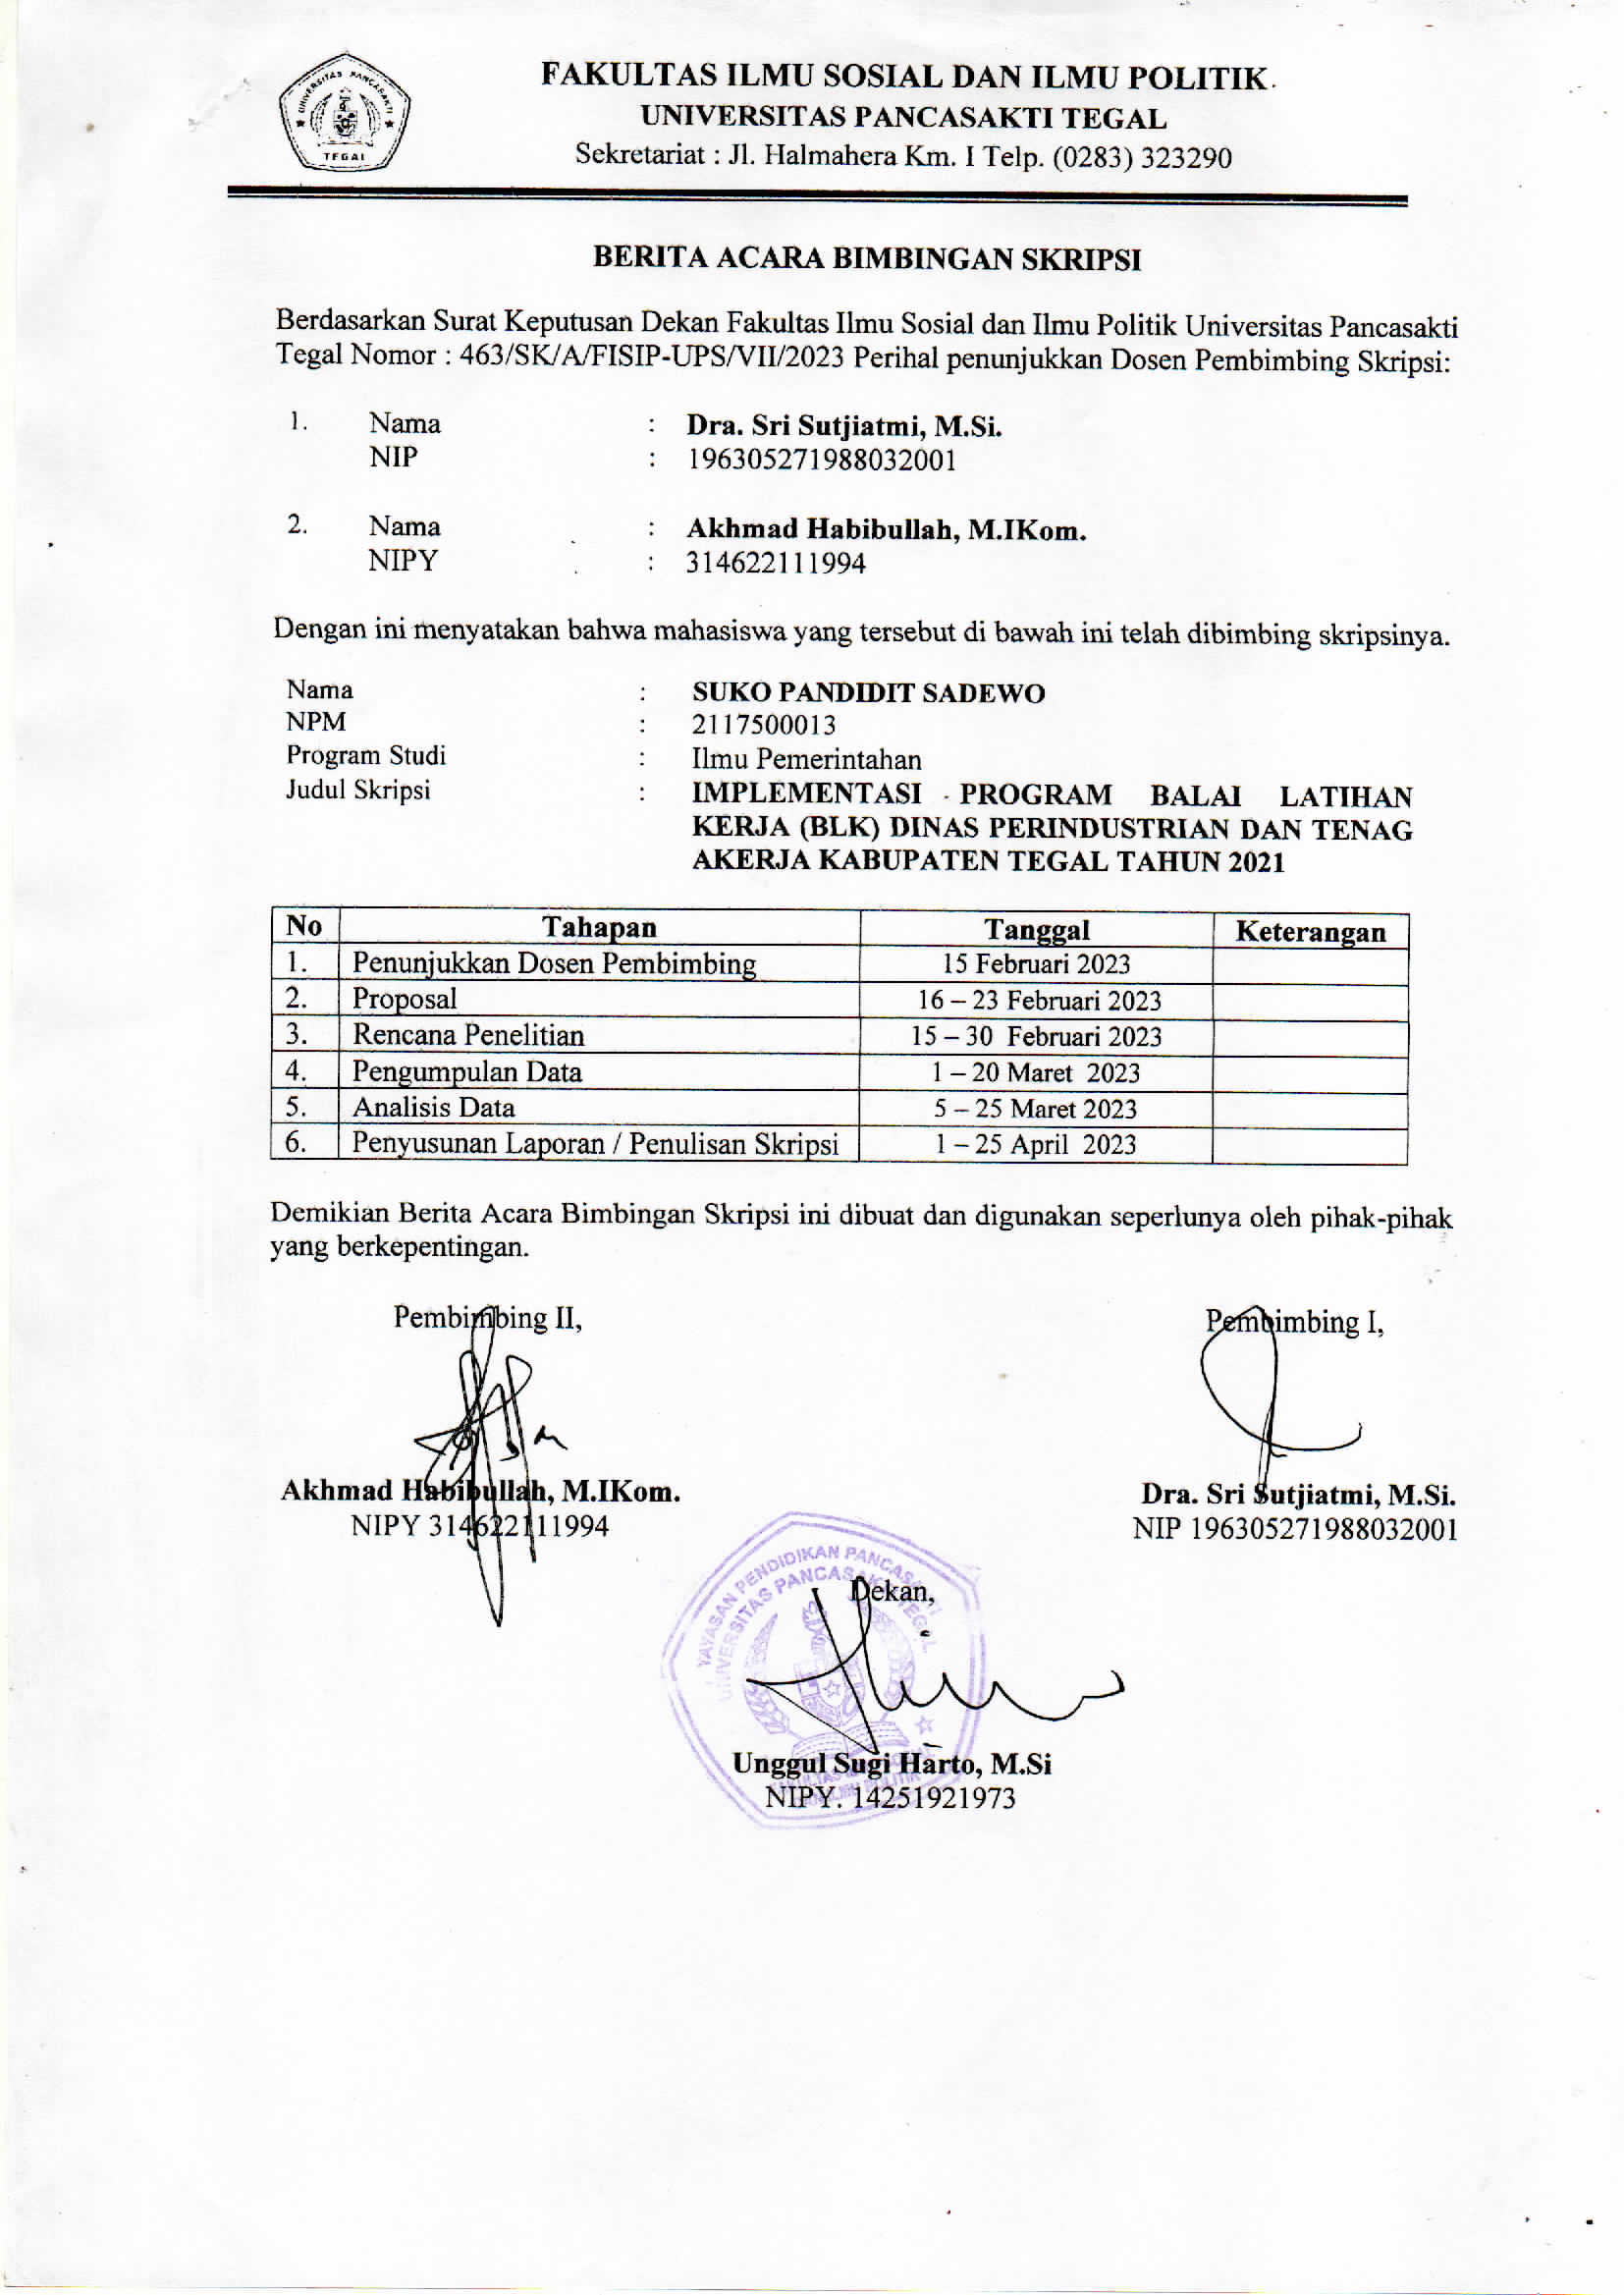 UNIVERSITAS PANCASAKTI
TEGAL
FAKULTAS ILMU SOSIAL DAN ILMU POLITIK.
UNIVERSITAS PANCASAKTI TEGAL
Sekretariat : Jl. Halmahera Km. I Telp. (0283) 323290
BERITA ACARA BIMBINGAN SKRIPSI
Berdasarkan Surat Keputusan Dekan Fakultas Ilmu Sosial dan Ilmu Politik Universitas Pancasakti
Tegal Nomor : 463/SK/A/FISIP-UPS/VII/2023 Perihal penunjukkan Dosen Pembimbing Skripsi:
1. Nama : Dra. Sri Sutjiatmi, M.Si.
NIP : 196305271988032001
2. Nama : Akhmad Habibullah, M.IKom.
NIPY : 314622111994
Dengan ini menyatakan bahwa mahasiswa yang tersebut di bawah ini telah dibimbing skripsinya.
Nama : SUKO PANDIDIT SADEWO
NPM : 2117500013
Program Studi : Ilmu Pemerintahan
Judul Skripsi : IMPLEMENTASI PROGRAM BALAI LATIHAN
KERJA (BLK) DINAS PERINDUSTRIAN DAN TENAG
AKERJA KABUPATEN TEGAL TAHUN 2021
No Tahapan Tanggal Keterangan
1. Penunjukkan Dosen Pembimbing 15 Februari 2023
2. Proposal 16 – 23 Februari 2023
3. Rencana Penelitian 15 – 30 Februari 2023
4. Pengumpulan Data 1 – 20 Maret 2023
5. Analisis Data 5 – 25 Maret 2023
6. Penyusunan Laporan / Penulisan Skripsi 1 – 25 April 2023
Demikian Berita Acara Bimbingan Skripsi ini dibuat dan digunakan seperlunya oleh pihak-pihak
yang berkepentingan.
Pembimbing II, Pembimbing I,
Akhmad Habibullah, M.IKom. Dra. Sri Sutjiatmi, M.Si.
NIPY 314622111994 NIP 196305271988032001
YAYASAN PENDIDIKAN PANCASAKTI
UNIVERSITAS PANCASAKTI TEGAL
Dekan,
Unggul Sugi Harto, M.Si
NIPY. 14251921973